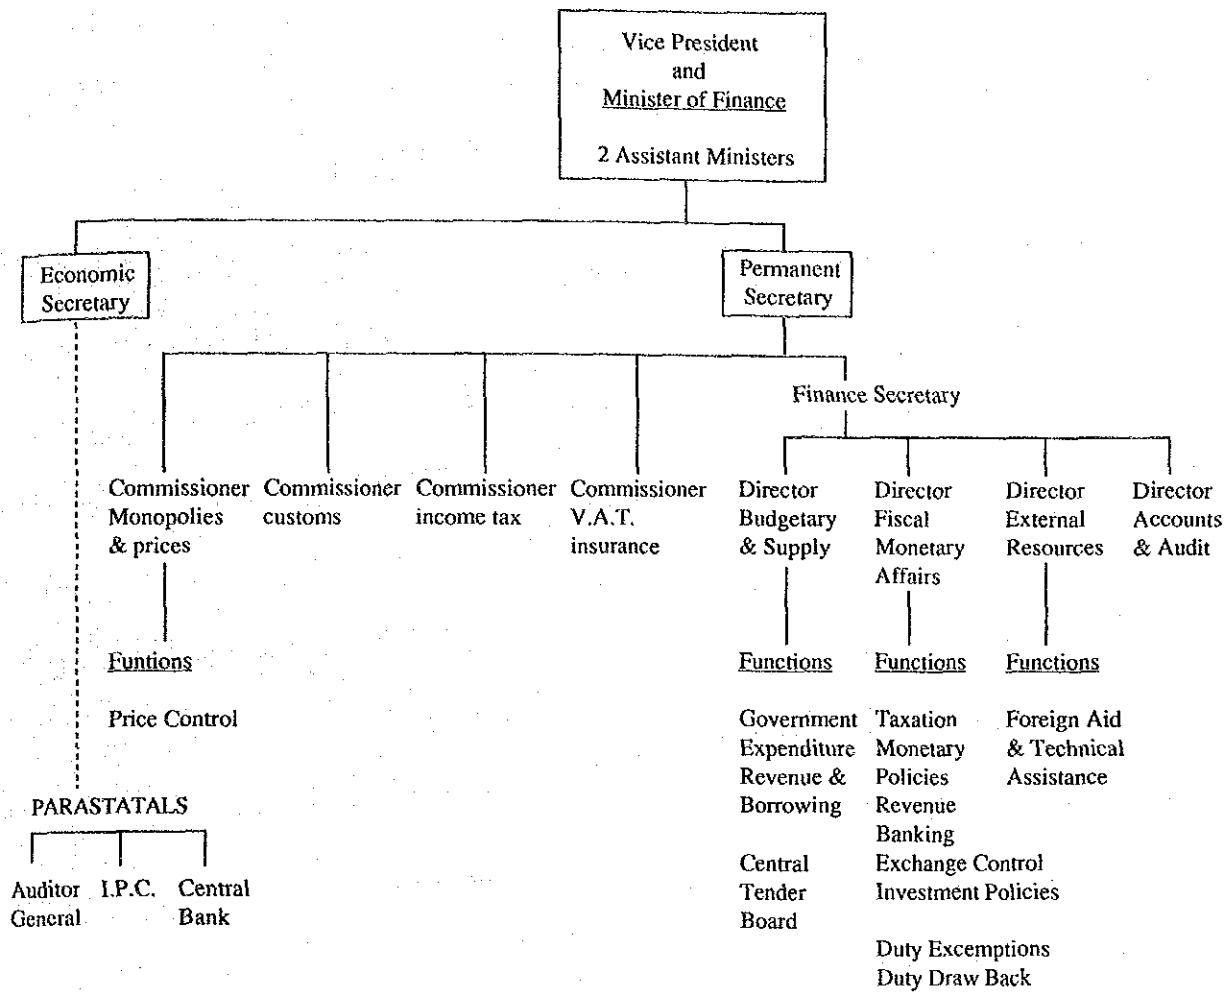 Vice President
and
Minister of Finance
2 Assistant Ministers
Economic
Secretary
Permanent
Secretary
Finance Secretary
Commissioner
Monopolies
& prices
Commissioner
customs
Commissioner
income tax
Commissioner
V.A.T.
insurance
Director
Budgetary
& Supply
Director
Fiscal
Monetary
Affairs
Director
External
Resources
Director
Accounts
& Audit
Funtions
Price Control
Functions
Government
Expenditure
Revenue &
Borrowing
Central
Tender
Board
Functions
Taxation
Monetary
Policies
Revenue
Banking
Exchange Control
Investment Policies
Duty Excemptions
Duty Draw Back
Functions
Foreign Aid
& Technical
Assistance
PARASTATALS
Auditor
General
I.P.C.
Central
Bank